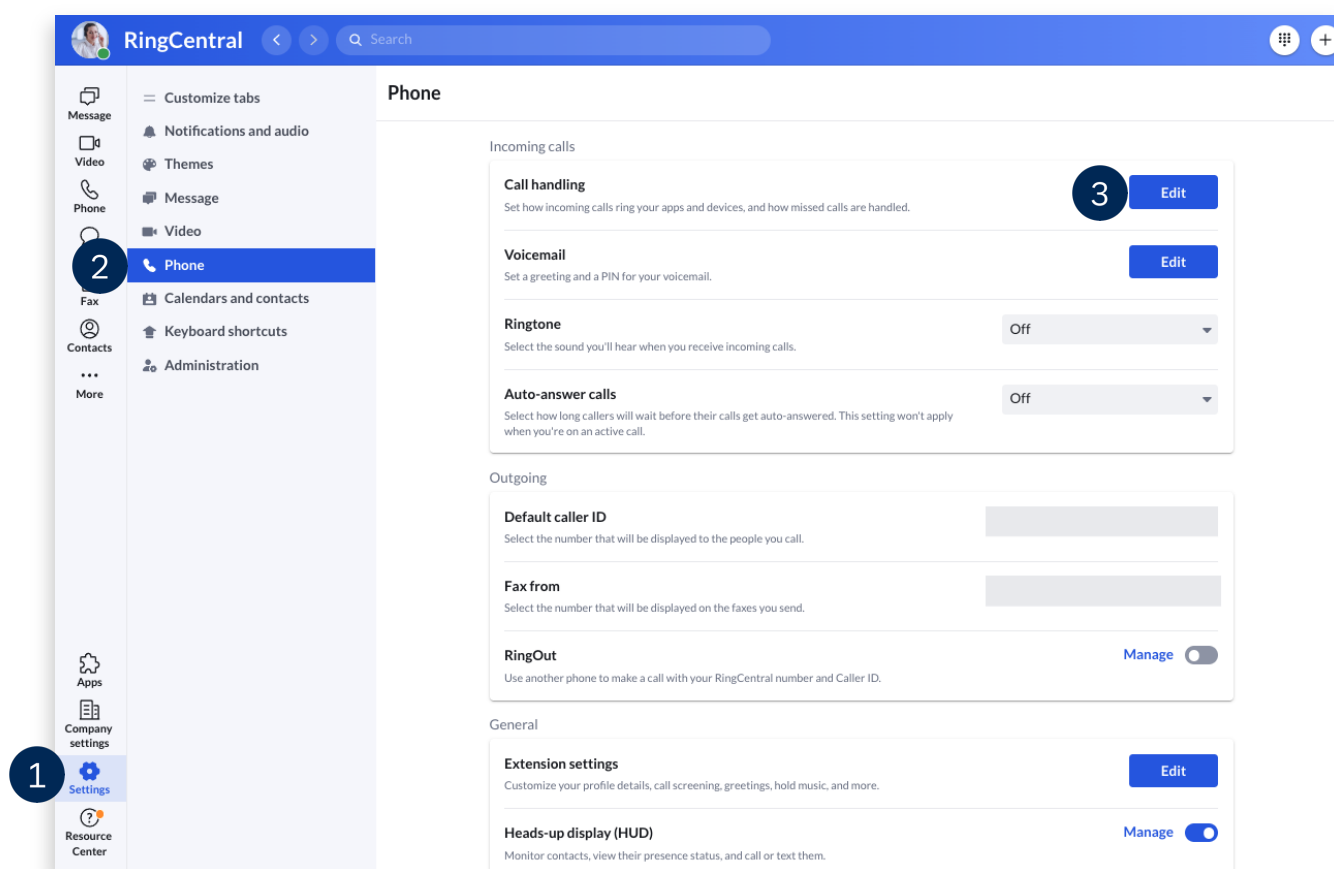 RingCentral
Search
Message
Video
Phone
Fax
Contacts
More
Apps
Company
settings
1
Settings
Resource
Center
Customize tabs
Notifications and audio
Themes
Message
Video
2
Phone
Calendars and contacts
Keyboard shortcuts
Administration
Phone
Incoming calls
Call handling
Set how incoming calls ring your apps and devices, and how missed calls are handled.
3
Edit
Voicemail
Set a greeting and a PIN for your voicemail.
Edit
Ringtone
Select the sound you'll hear when you receive incoming calls.
Off
Auto-answer calls
Select how long callers will wait before their calls get auto-answered. This setting won't apply
when you're on an active call.
Off
Outgoing
Default caller ID
Select the number that will be displayed to the people you call.
Fax from
Select the number that will be displayed on the faxes you send.
RingOut
Use another phone to make a call with your RingCentral number and Caller ID.
Manage
General
Extension settings
Customize your profile details, call screening, greetings, hold music, and more.
Edit
Heads-up display (HUD)
Monitor contacts, view their presence status, and call or text them.
Manage